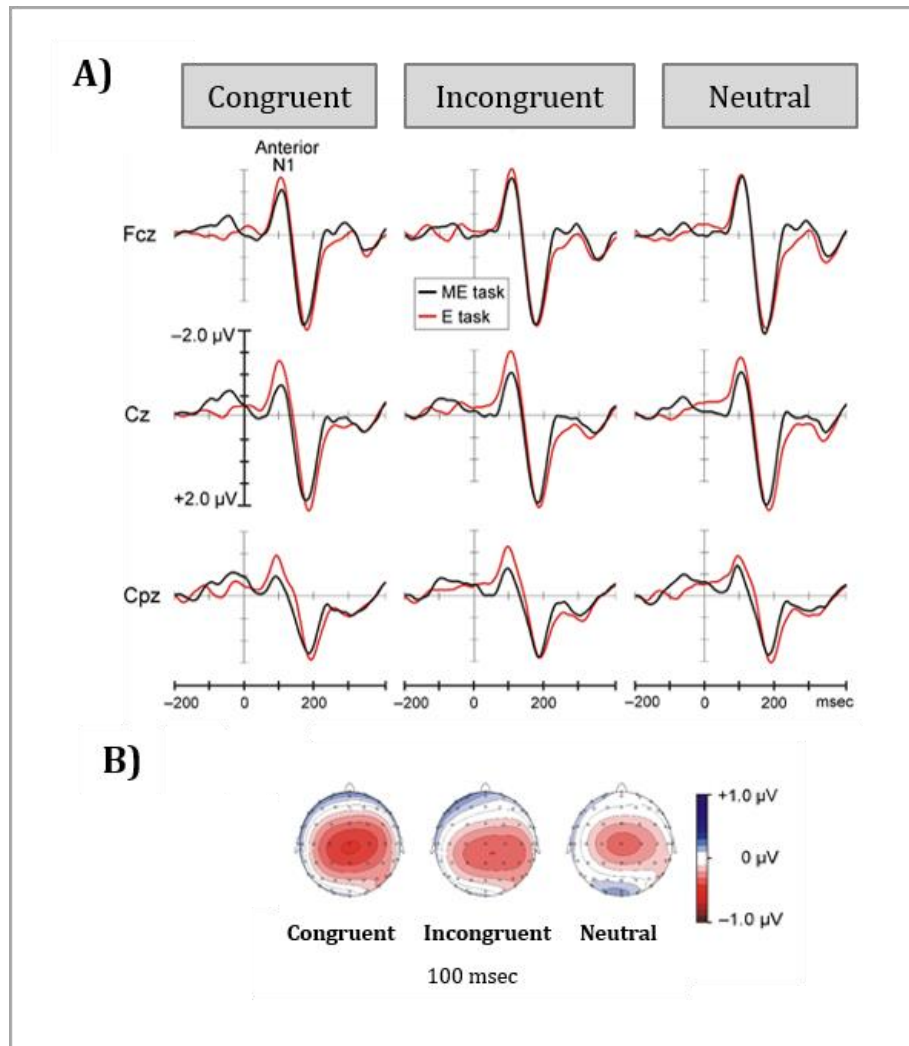 A)
Congruent Incongruent Neutral
Anterior
N1
Fcz
ME task
E task
−2.0 µV
Cz
+2.0 µV
Cpz
−200 0 200 −200 0 200 −200 0 200 msec
B)
+1.0 µV
0 µV
−1.0 µV
Congruent Incongruent Neutral
100 msec